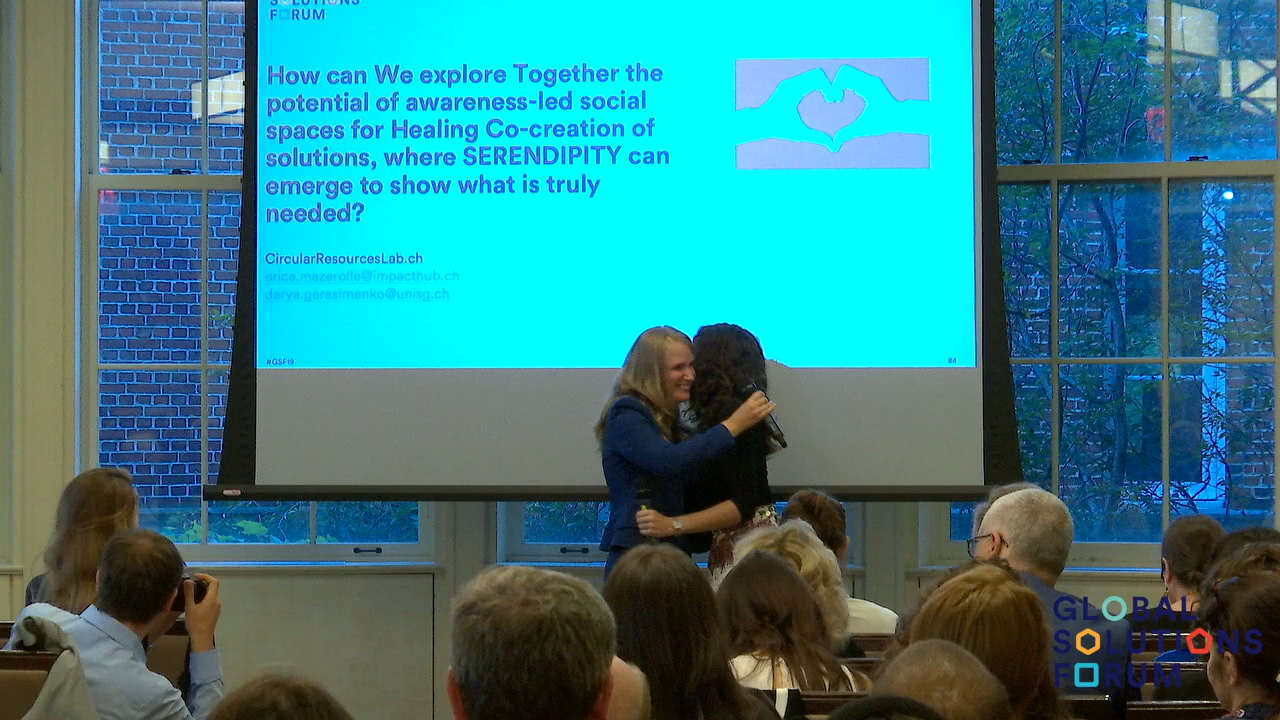 SOLUTIONS
FORUM
How can We explore Together the
potential of awareness-led social
spaces for Healing Co-creation of
solutions, where SERENDIPITY can
emerge to show what is truly
needed?
CircularResourcesLab.ch
erica.mazerolle@impacthub.ch
darya.gerasimenko@unisg.ch
#GSF19
84
GLOBAL
SOLUTIONS
FORUM